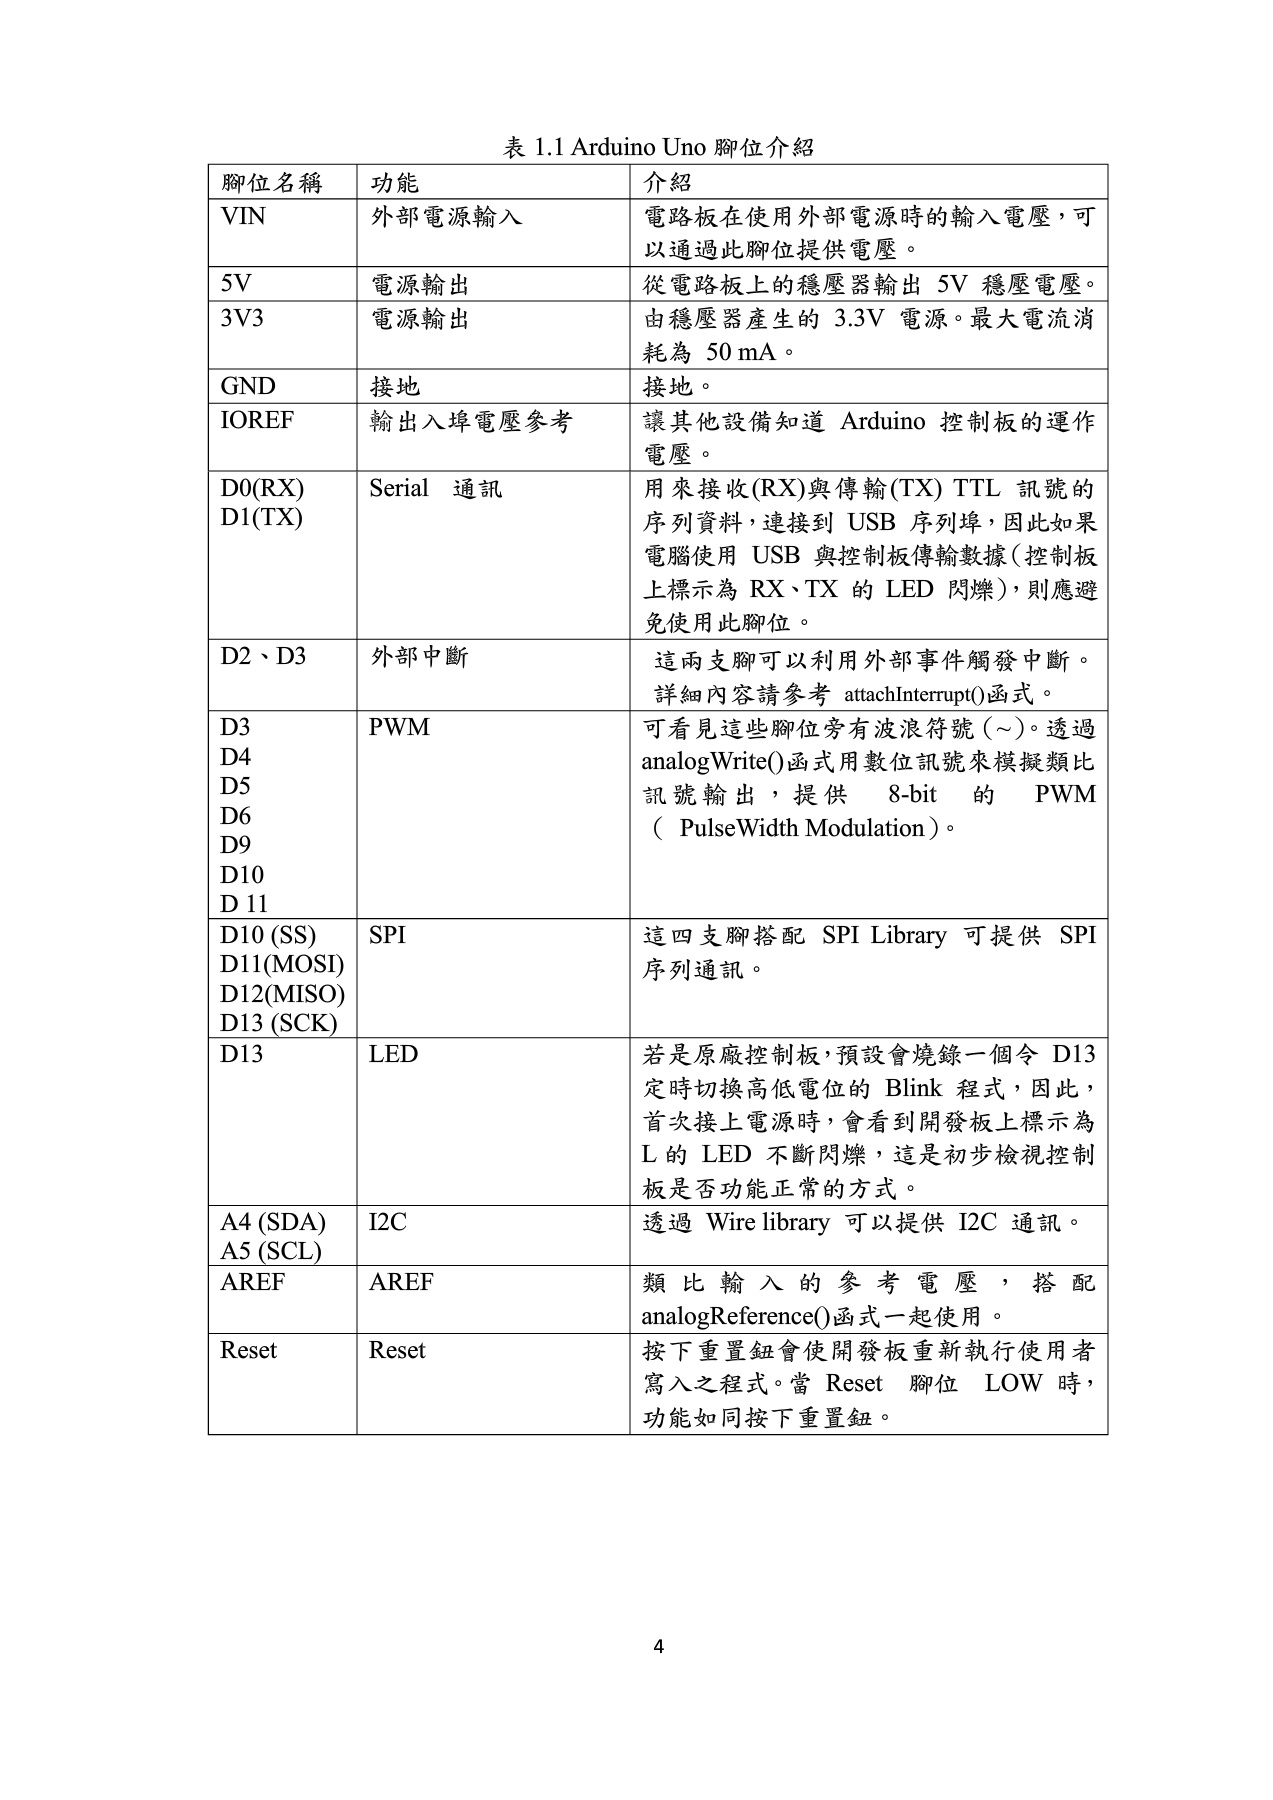 表 1.1 Arduino Uno 腳位介紹
腳位名稱 功能 介紹
VIN 外部電源輸入 電路板在使用外部電源時的輸入電壓，可
以通過此腳位提供電壓。
5V 電源輸出 從電路板上的穩壓器輸出 5V 穩壓電壓。
3V3 電源輸出 由穩壓器產生的 3.3V 電源。最大電流消
耗為 50 mA。
GND 接地 接地。
IOREF 輸出入埠電壓參考 讓其他設備知道 Arduino 控制板的運作
電壓。
D0(RX) Serial 通訊 用來接收(RX)與傳輸(TX) TTL 訊號的
D1(TX) 序列資料，連接到 USB 序列埠，因此如果
電腦使用 USB 與控制板傳輸數據（控制板
上標示為 RX、TX 的 LED 閃爍），則應避
免使用此腳位。
D2、D3 外部中斷 這兩支腳可以利用外部事件觸發中斷。
詳細內容請參考 attachInterrupt()函式。
D3 PWM 可看見這些腳位旁有波浪符號（~）。透過
D4 analogWrite()函式用數位訊號來模擬類比
D5 訊號輸出，提供 8-bit 的 PWM
D6 （ PulseWidth Modulation）。
D9
D10
D 11
D10 (SS) SPI 這四支腳搭配 SPI Library 可提供 SPI
D11(MOSI) 序列通訊。
D12(MISO)
D13 (SCK)
D13 LED 若是原廠控制板，預設會燒錄一個令 D13
定時切換高低電位的 Blink 程式，因此，
首次接上電源時，會看到開發板上標示為
L 的 LED 不斷閃爍，這是初步檢視控制
板是否功能正常的方式。
A4 (SDA) I2C 透過 Wire library 可以提供 I2C 通訊。
A5 (SCL)
AREF AREF 類比輸入的參考電壓，搭配
analogReference()函式一起使用。
Reset Reset 按下重置鈕會使開發板重新執行使用者
寫入之程式。當 Reset 腳位 LOW 時，
功能如同按下重置鈕。
4